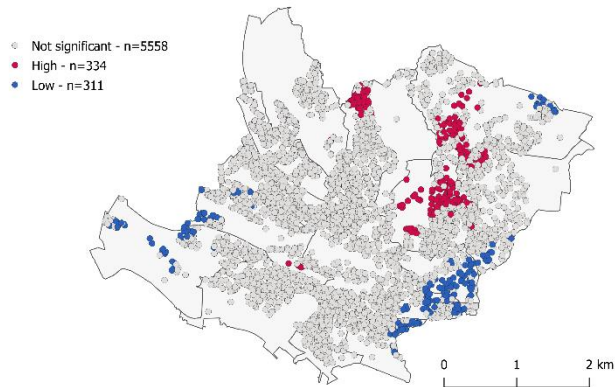 Not significant - n=5558
High - n=334
Low - n=311
0 1 2 km